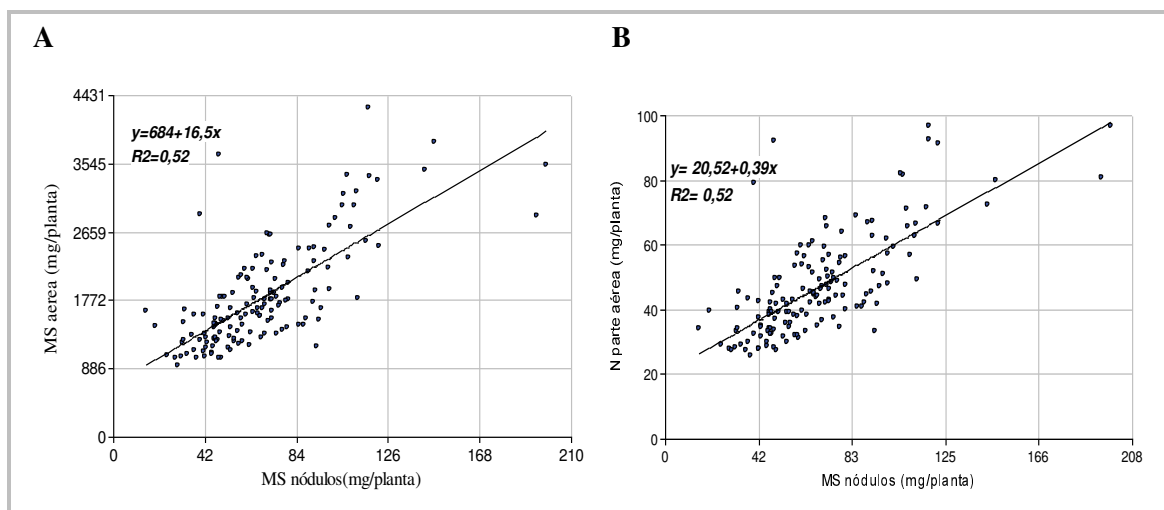 A
4431
3545
2659
1772
886
0
y=684+16,5x
R2=0,52
MS aerea (mg/planta)
0 42 84 126 168 210
MS nódulos(mg/planta)
B
100
80
60
40
20
0
y= 20,52+0,39x
R2= 0,52
N parte aérea (mg/planta)
0 42 83 125 166 208
MS nódulos (mg/planta)